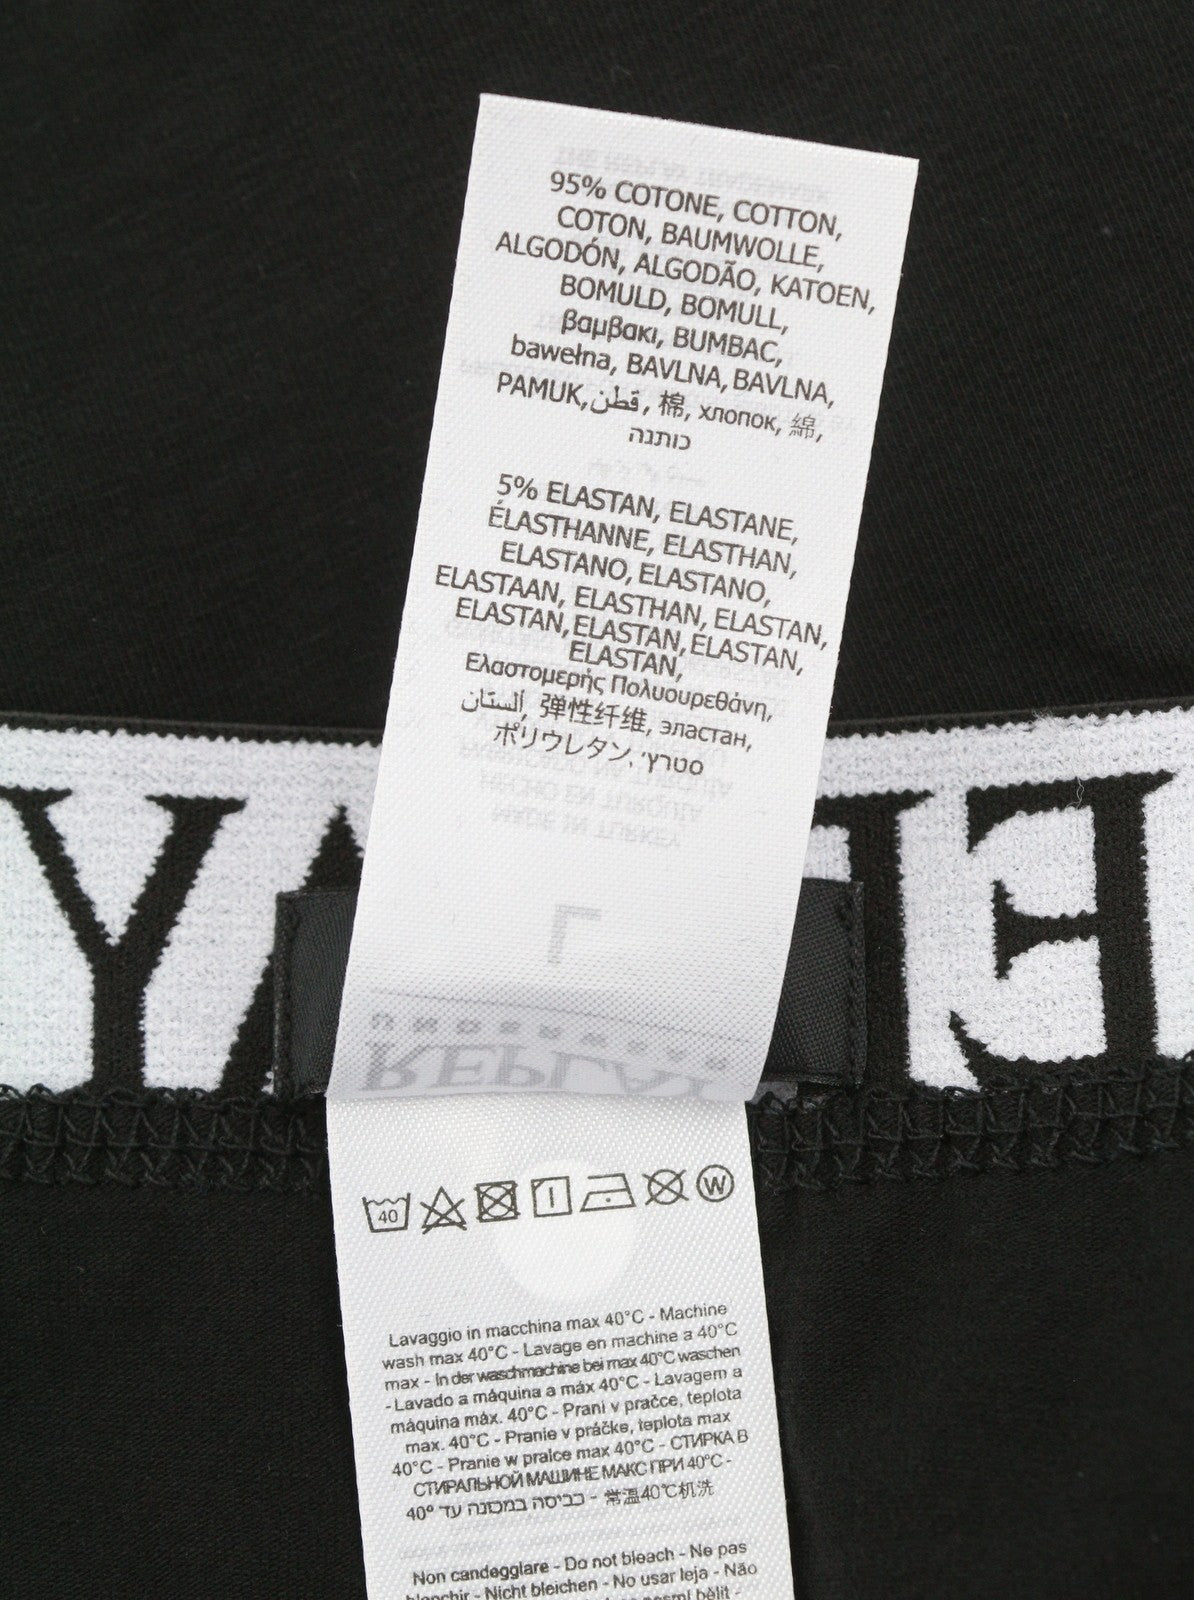 95% COTONE, COTTON,
COTON, BAUMWOLLE,
ALGODÓN, ALGODÃO, KATOEN,
BOMULD, BOMULL,
βαμβακι, BUMBAC,
bawełna, BAVLNA, BAVLNA,
PAMUK, قطن, 棉, хлопок, 綿,
כותנה
5% ELASTAN, ELASTANE,
ÉLASTHANNE, ELASTHAN,
ELASTANO, ELASTANO,
ELASTAAN, ELASTHAN, ELASTAN,
ELASTAN, ELASTAN, ELASTAN,
ELASTAN,
Ελαστομερής Πολυουρεθάνη,
ألستان, 弹性纤维, эластан,
ポリウレタン, סטרץ'
MADE IN TURKEY
L
REPLAY
UNDERWEAR
40 W
Lavaggio in macchina max 40°C - Machine
wash max 40°C - Lavage en machine a 40°C
max - In der waschmachine bei max 40°C waschen
- Lavado a máquina a máx 40°C - Lavagem a
máquina máx. 40°C - Praní v pračce, teplota
max. 40°C - Pranie v práčke, teplota max
40°C - Pranie w pralce max 40°C - СТИРКА В
СТИРАЛЬНОЙ МАШИНЕ МАКС ПРИ 40°C -
40° כביסה במכונה עד - 常温40℃机洗
Non candeggiare - Do not bleach - Ne pas
blanchir - Nicht bleichen - No usar leja - Não